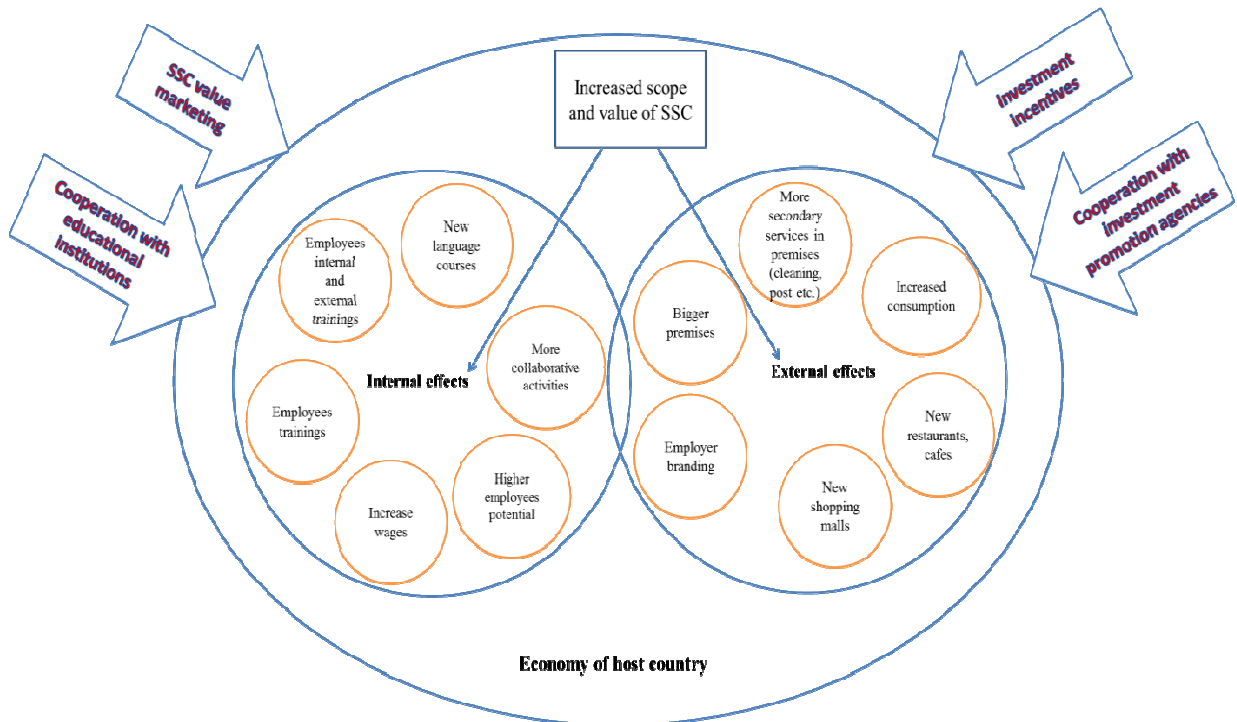 SSC value
marketing
Cooperation with
educational
institutions
Increased scope
and value of SSC
Investment
incentives
Cooperation with
investment
promotion agencies
Employees
internal
and
external
trainings
New
language
courses
More
collaborative
activities
Internal effects
Employees
trainings
Increase
wages
Higher
employees
potential
More
secondary
services in
premises
(cleaning,
post etc.)
Bigger
premises
Increased
consumption
External effects
Employer
branding
New
restaurants,
cafes
New
shopping
malls
Economy of host country